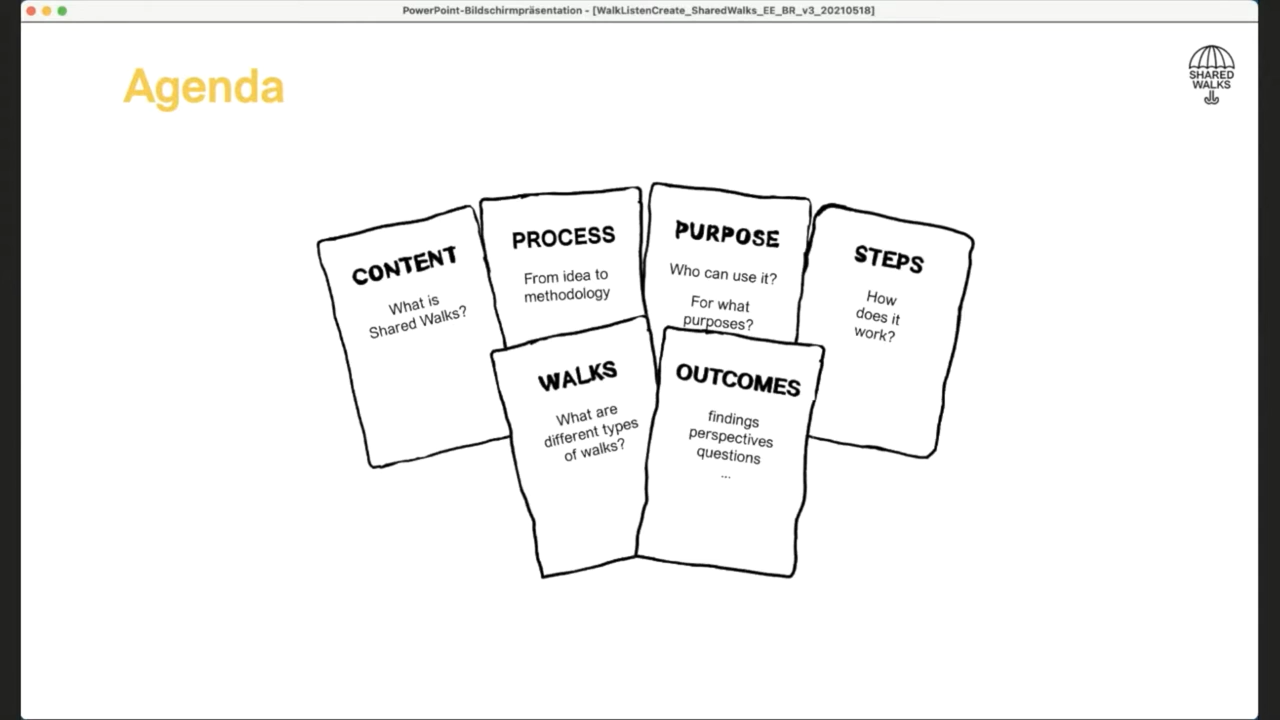 PowerPoint-Bildschirmpräsentation - [WalkListenCreate_SharedWalks_EE_BR_v3_20210518]
Agenda
SHARED
WALKS
CONTENT
What is
Shared Walks?
PROCESS
From idea to
methodology
PURPOSE
Who can use it?
For what
purposes?
STEPS
How
does it
work?
WALKS
What are
different types
of walks?
OUTCOMES
findings
perspectives
questions
...